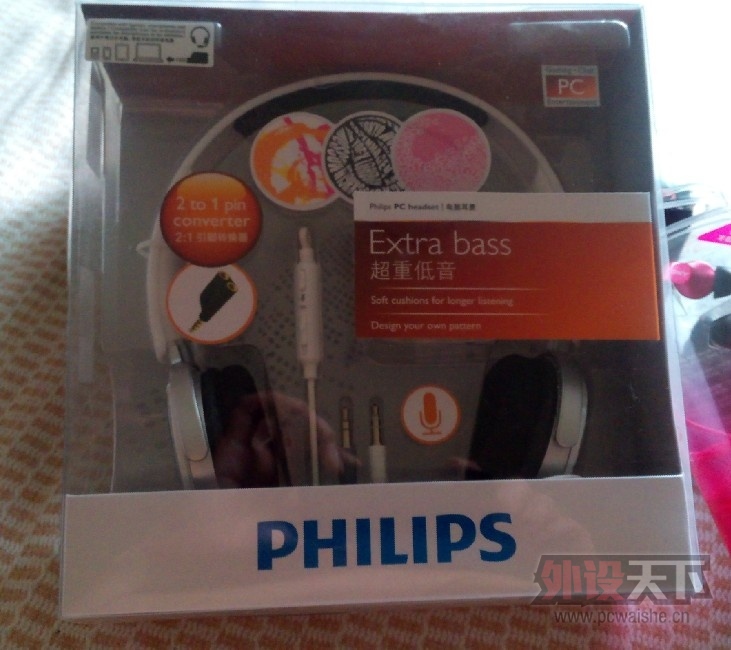 PC
2 to 1 pin
converter
2:1 引脚转换器
Philips PC headset | 电脑耳麦
Extra bass
超重低音
Soft cushions for longer listening
Design your own pattern
PHILIPS
外设天下
www.pcwaishe.cn